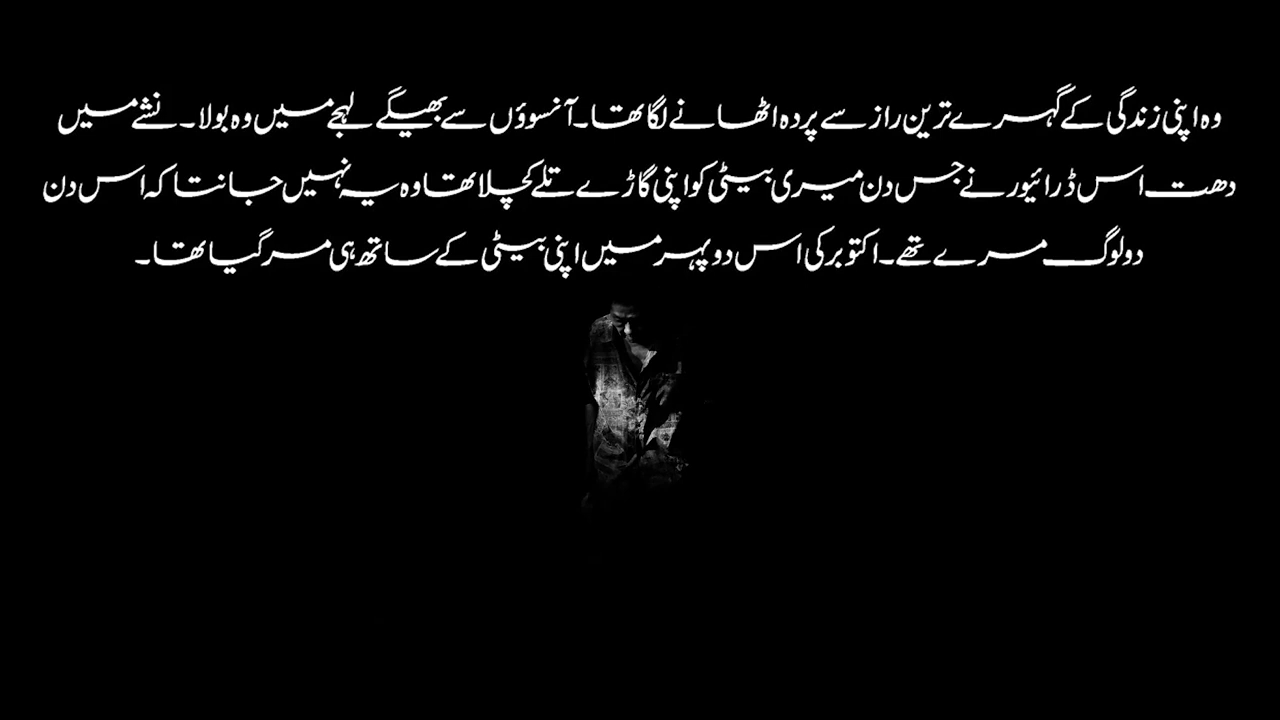 وہ اپنی زندگی کے گہرے ترین راز سے پردہ اٹھانے لگا تھا۔ آنسوؤں سے بھیگے لہجے میں وہ بولا۔ نشے میں
دھت اس ڈرائیور نے جس دن میری بیٹی کو اپنی گاڑے تلے کچلا تھا وہ یہ نہیں جانتا کہ اس دن
دو لوگ مرے تھے۔ اکتوبر کی اس دوپہر میں اپنی بیٹی کے ساتھ ہی مر گیا تھا۔